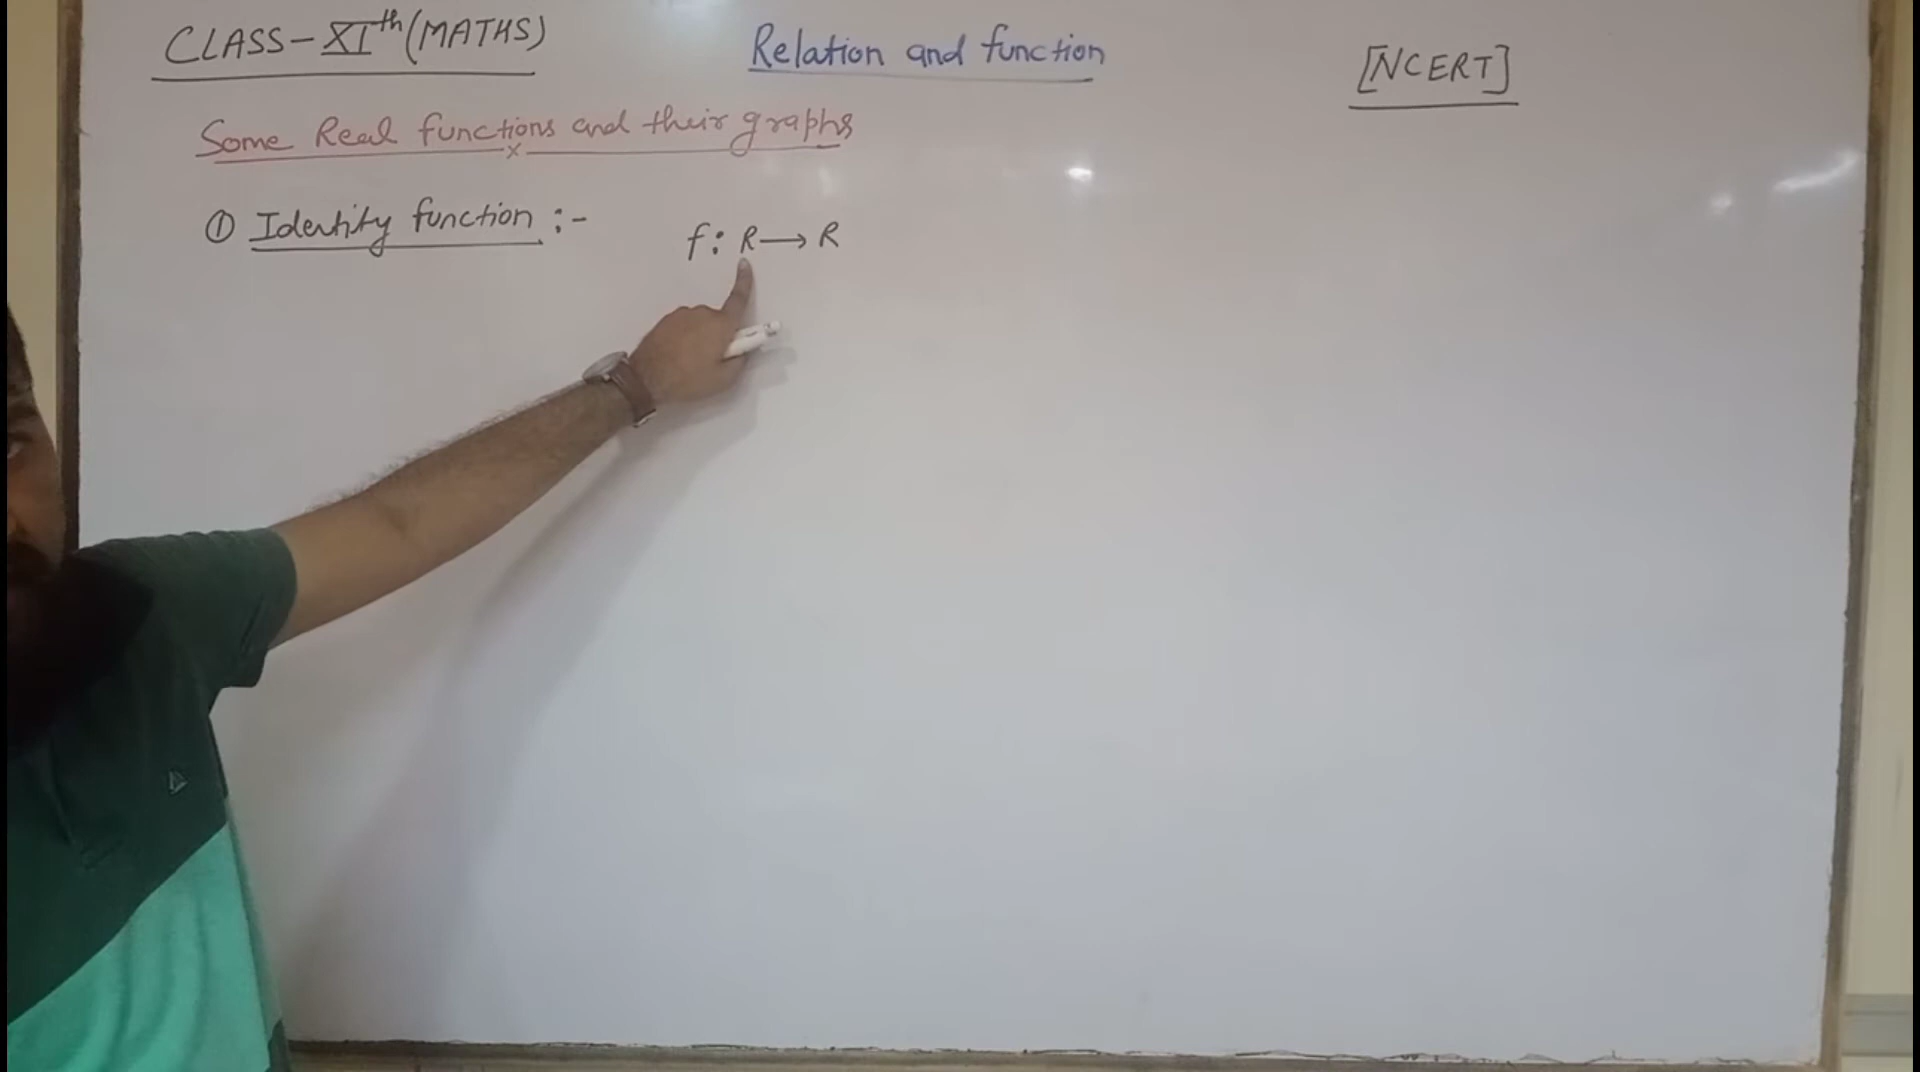 CLASS-XIth (MATHS)
Relation and function
[NCERT]
Some Real functions and their graphs
① Identity function :-
f: R ⟶ R